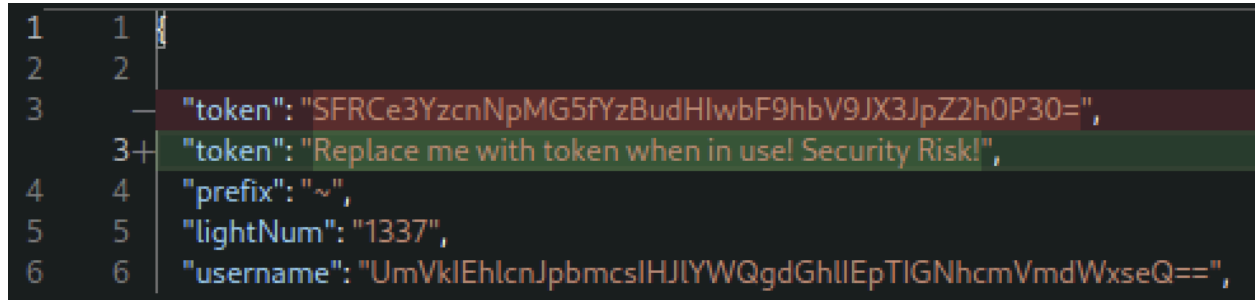 1 1 {
2 2
3 — "token": "SFRCe3YzcnNpMG5fYzBudHIwbF9hbV9JX3JpZ2h0P30=",
3+ "token": "Replace me with token when in use! Security Risk!",
4 4 "prefix": "~",
5 5 "lightNum": "1337",
6 6 "username": "UmVkIEhlcnJpbmcsIHJlYWQgdGhlIEpTIGNhcmVmdWxseQ==",